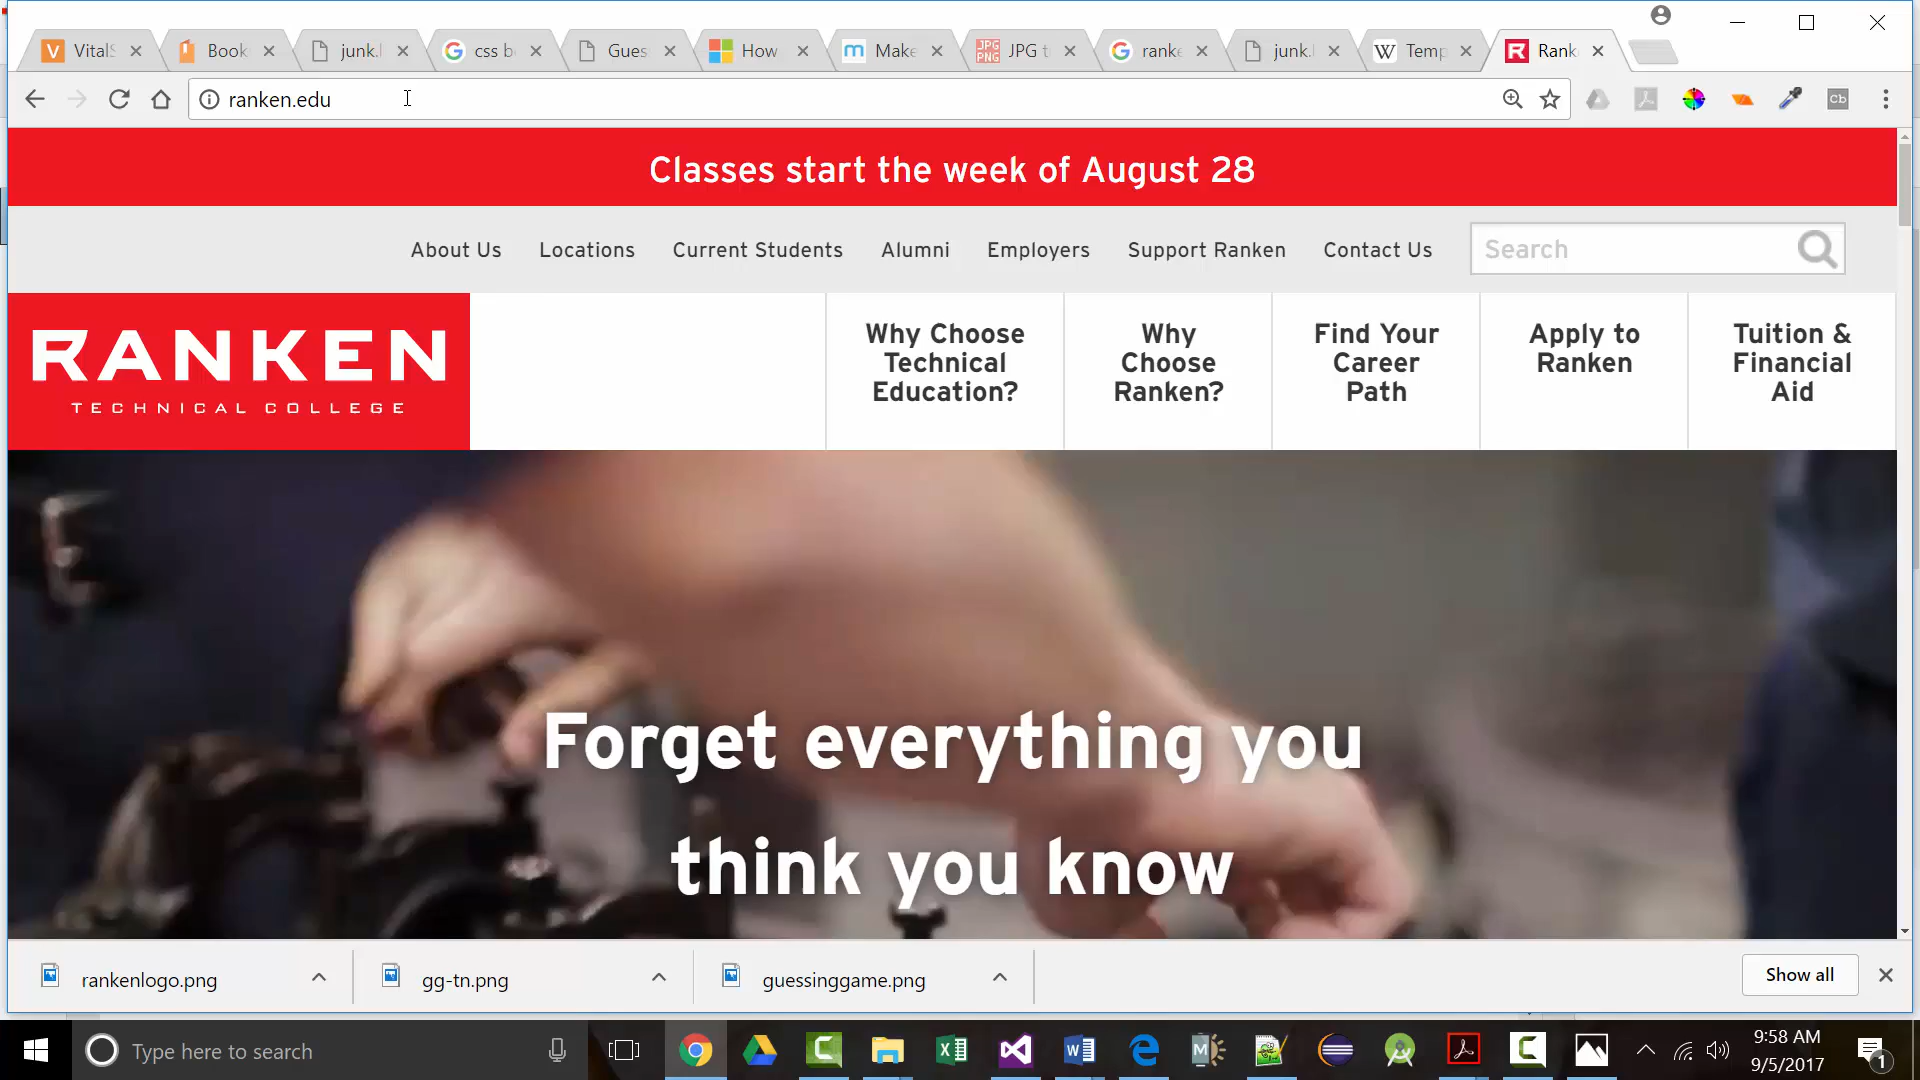 VitalS
Book
junk.l
css b
Gues
How
Make
JPG t
ranke
junk.
Temp
Rank
ranken.edu
Classes start the week of August 28
About Us
Locations
Current Students
Alumni
Employers
Support Ranken
Contact Us
Search
RANKEN
TECHNICAL COLLEGE
Why Choose
Technical
Education?
Why
Choose
Ranken?
Find Your
Career
Path
Apply to
Ranken
Tuition &
Financial
Aid
Forget everything you
think you know
rankenlogo.png
gg-tn.png
guessinggame.png
Show all
Type here to search
9:58 AM
9/5/2017
1